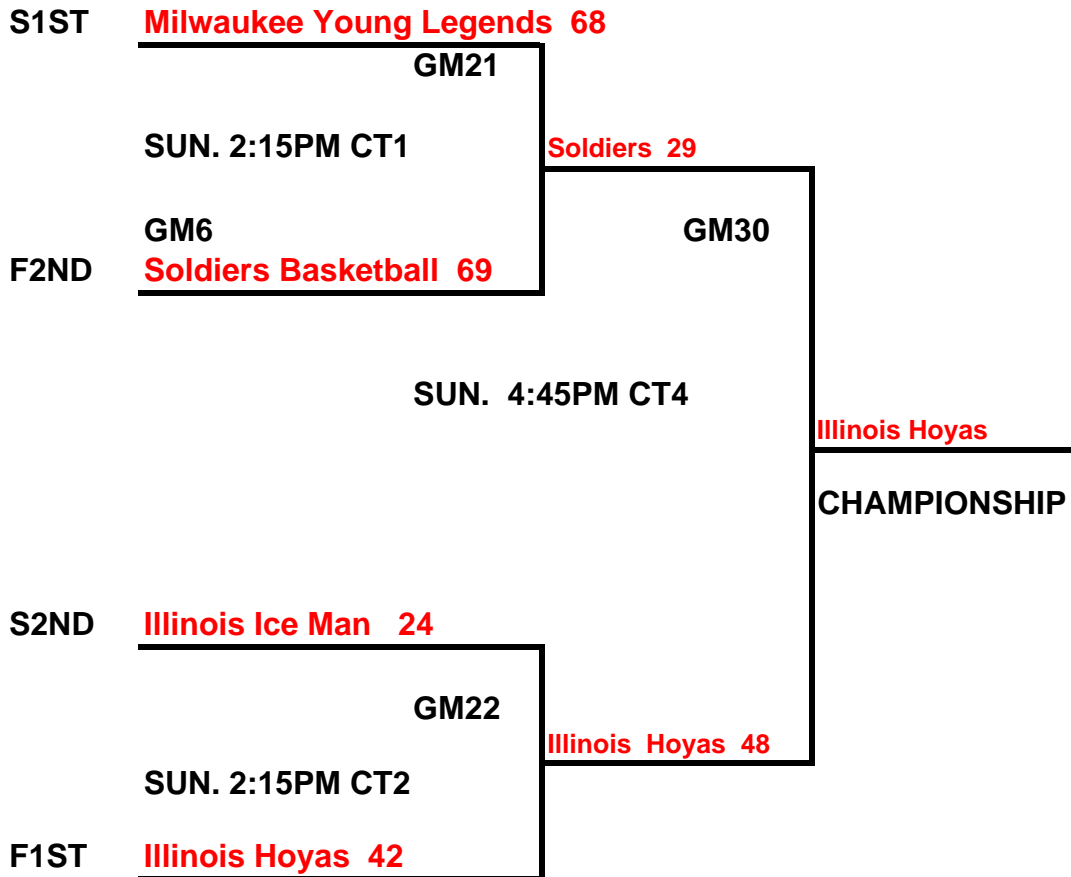 S1ST Milwaukee Young Legends 68
GM21
SUN. 2:15PM CT1
Soldiers 29
GM6
GM30
F2ND Soldiers Basketball 69
SUN. 4:45PM CT4
Illinois Hoyas
CHAMPIONSHIP
S2ND Illinois Ice Man 24
GM22
Illinois Hoyas 48
SUN. 2:15PM CT2
F1ST Illinois Hoyas 42